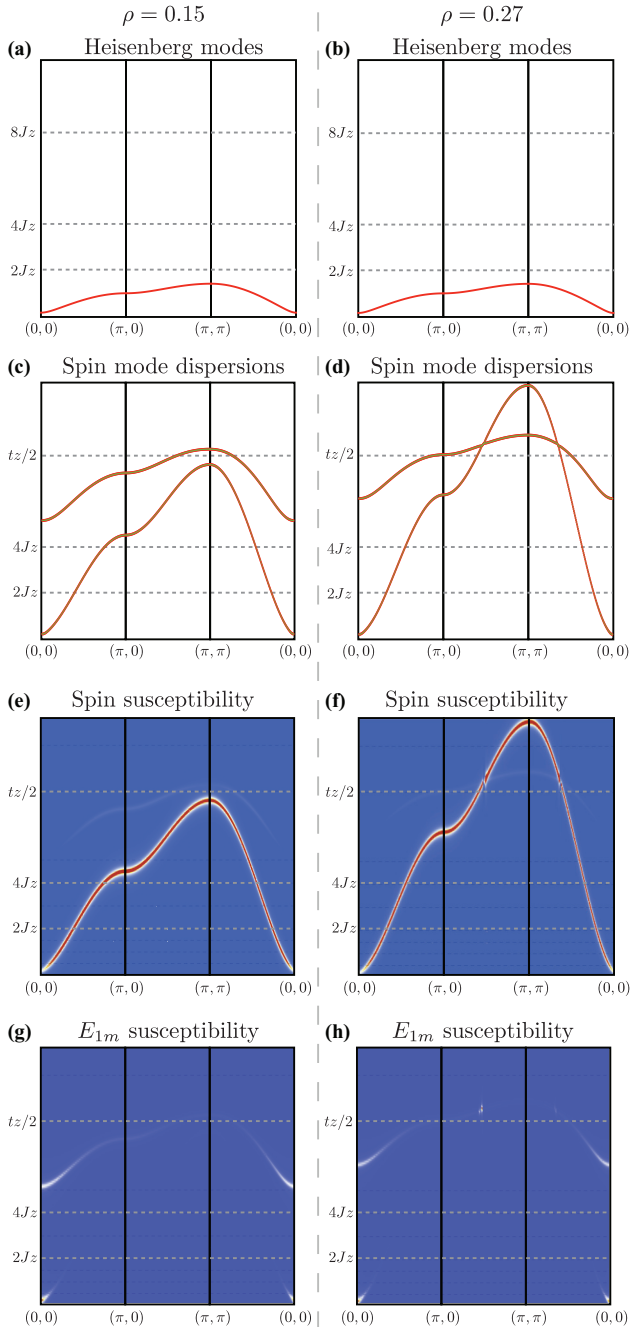 ρ = 0.15
ρ = 0.27
(a) Heisenberg modes
8Jz
4Jz
2Jz
(0, 0) (π, 0) (π, π) (0, 0)
(b) Heisenberg modes
8Jz
4Jz
2Jz
(0, 0) (π, 0) (π, π) (0, 0)
(c) Spin mode dispersions
tz/2
4Jz
2Jz
(0, 0) (π, 0) (π, π) (0, 0)
(d) Spin mode dispersions
tz/2
4Jz
2Jz
(0, 0) (π, 0) (π, π) (0, 0)
(e) Spin susceptibility
tz/2
4Jz
2Jz
(0, 0) (π, 0) (π, π) (0, 0)
(f) Spin susceptibility
tz/2
4Jz
2Jz
(0, 0) (π, 0) (π, π) (0, 0)
(g) E₁ₘ susceptibility
tz/2
4Jz
2Jz
(0, 0) (π, 0) (π, π) (0, 0)
(h) E₁ₘ susceptibility
tz/2
4Jz
2Jz
(0, 0) (π, 0) (π, π) (0, 0)